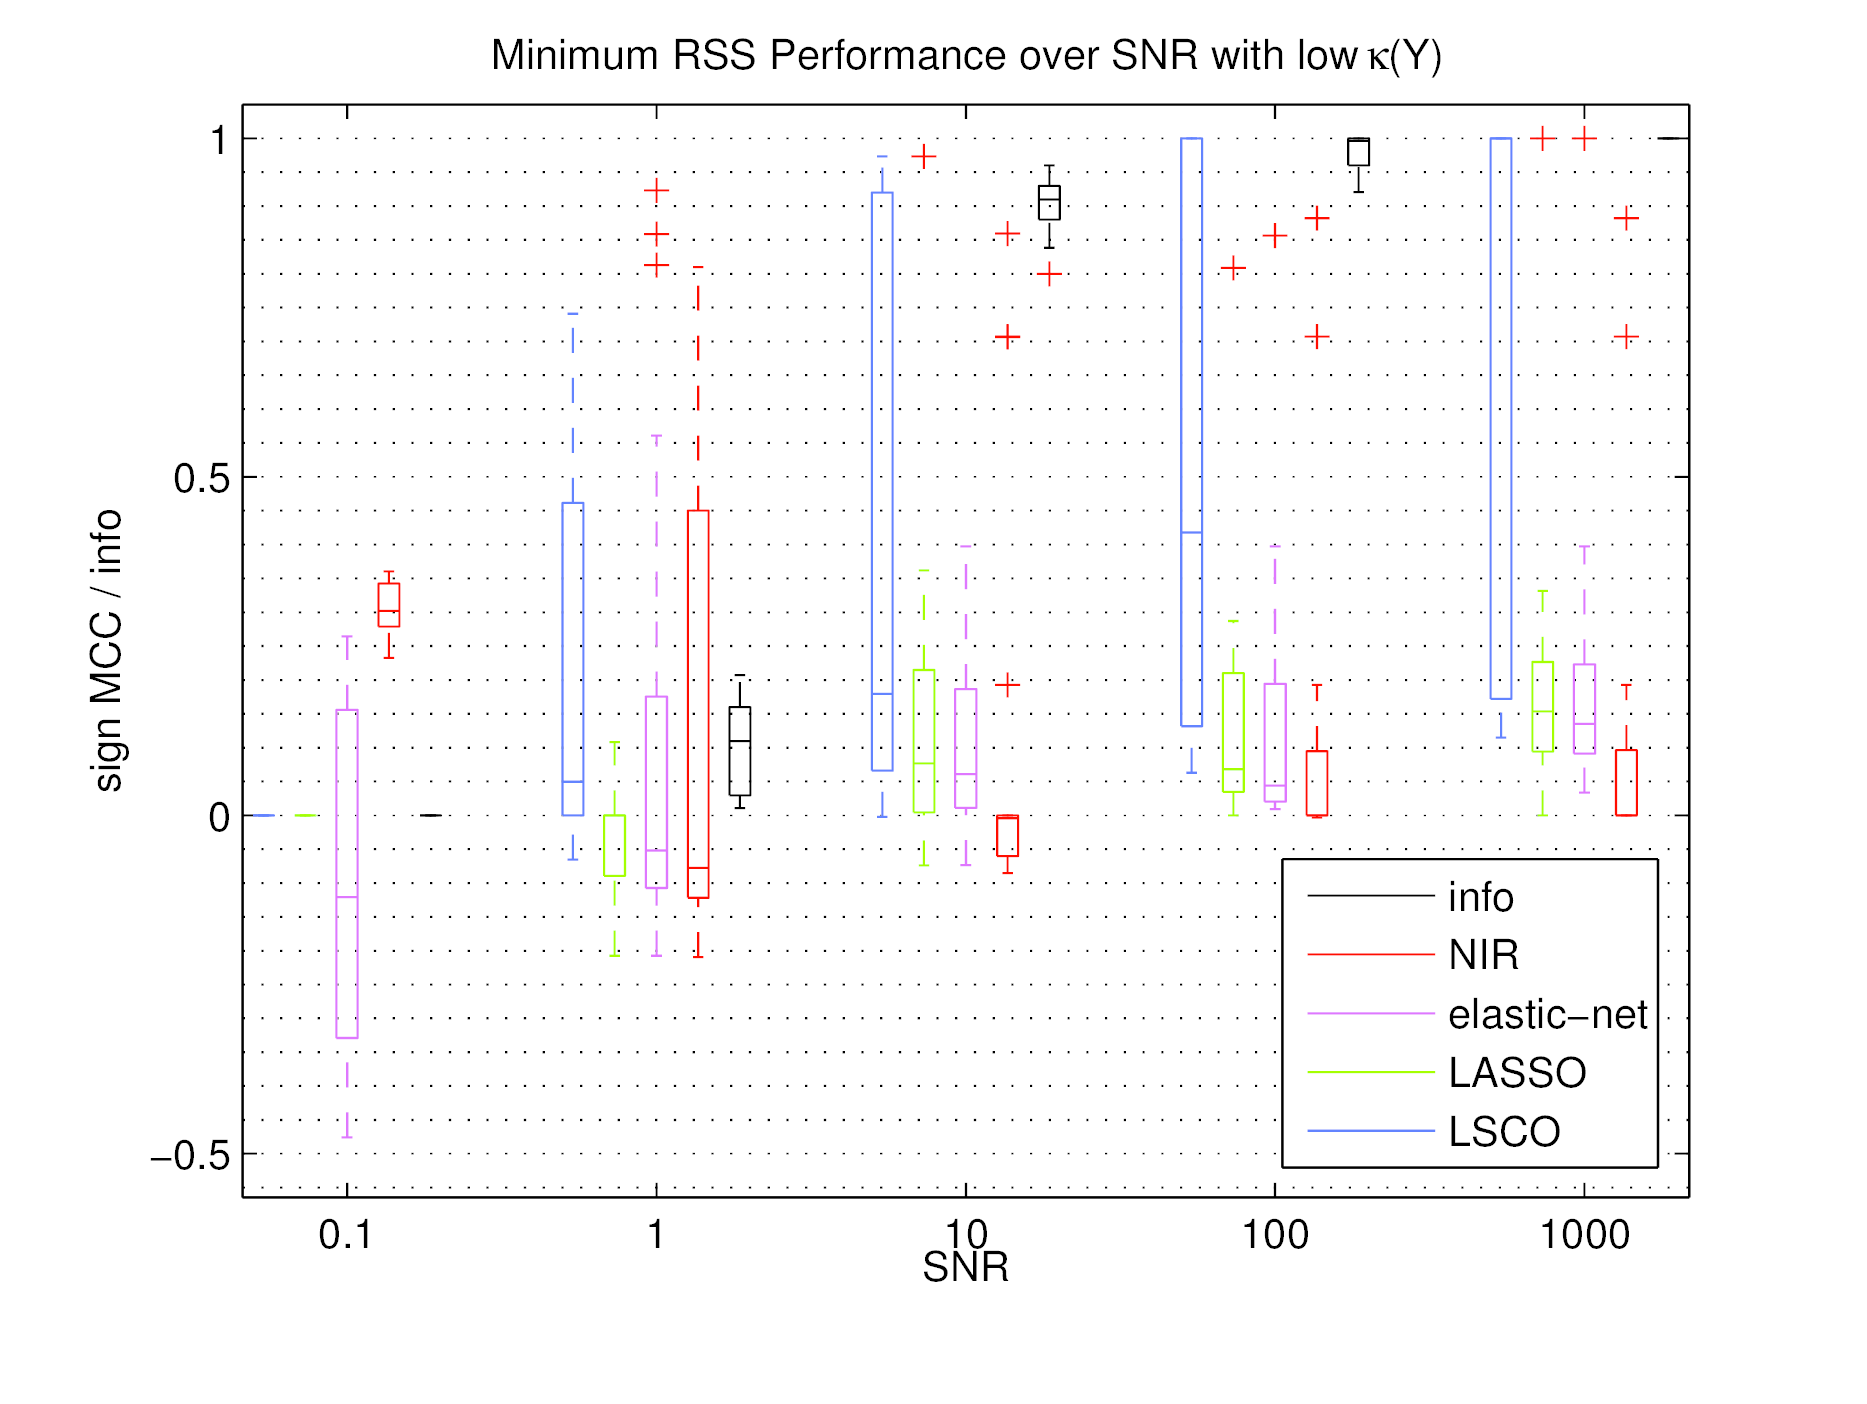 Minimum RSS Performance over SNR with low κ(Y)
1
0.5
0
−0.5
sign MCC / info
0.1
1
10
100
1000
SNR
info
NIR
elastic−net
LASSO
LSCO